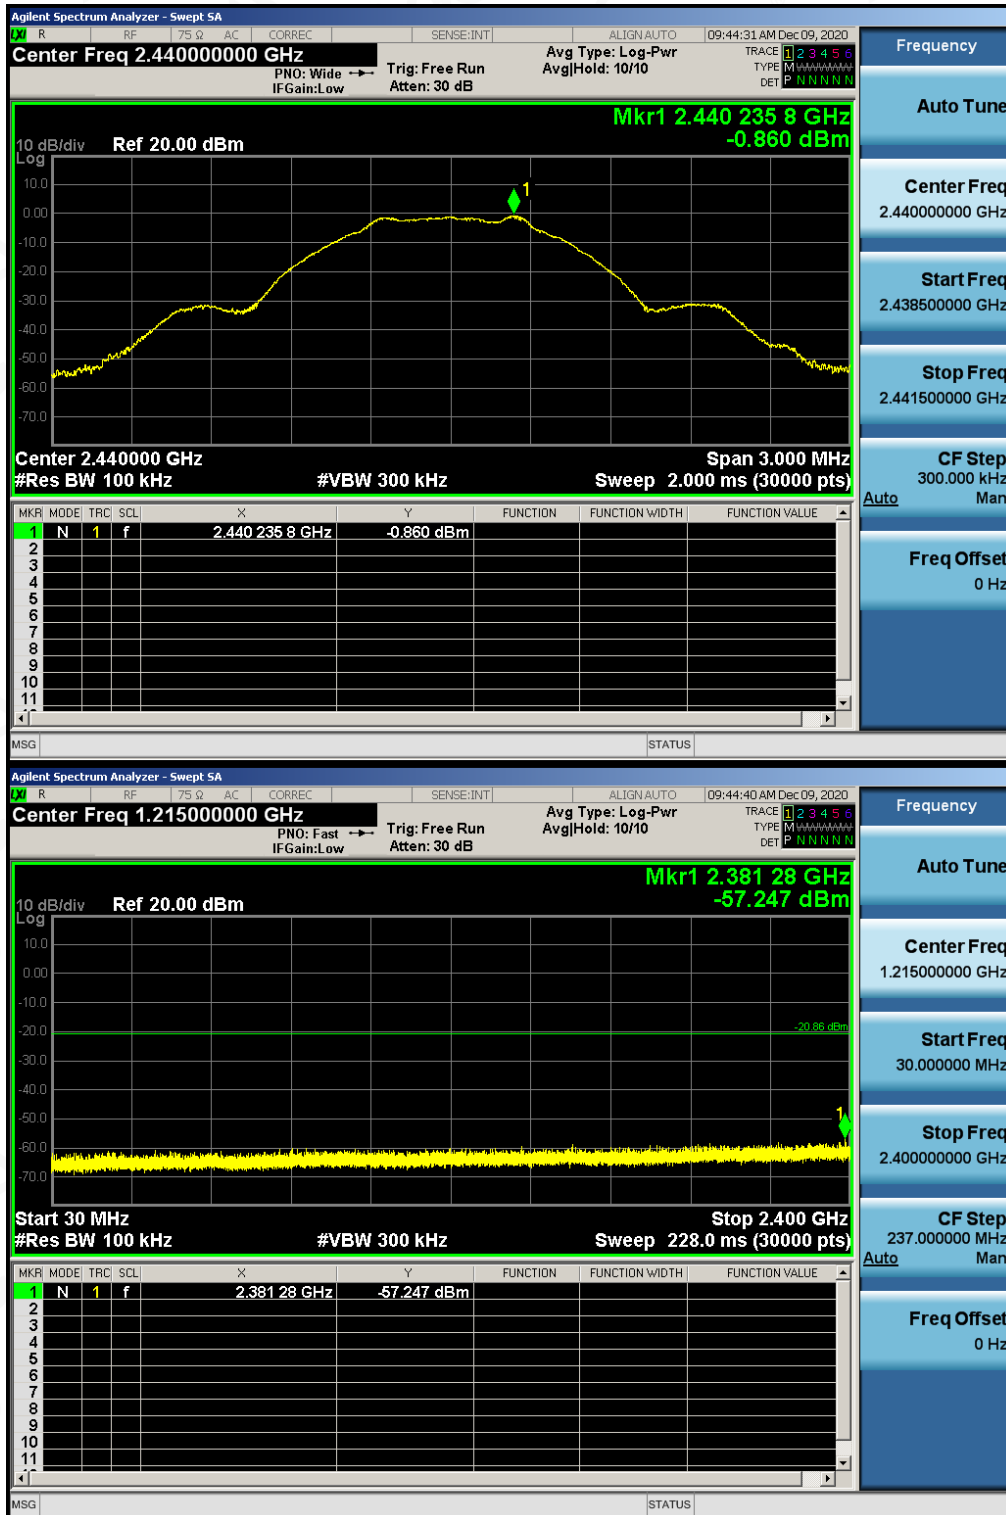 Agilent Spectrum Analyzer - Swept SA
LXI R RF 75 Ω AC CORREC SENSE:INT ALIGN AUTO 09:44:31 AM Dec 09, 2020
Center Freq 2.440000000 GHz
PNO: Wide
IFGain:Low
Trig: Free Run
Atten: 30 dB
Avg Type: Log-Pwr
Avg|Hold: 10/10
TRACE 1 2 3 4 5 6
TYPE M W W W W W
DET P N N N N N
Mkr1 2.440 235 8 GHz
-0.860 dBm
10 dB/div Ref 20.00 dBm
Log
10.0
0.00
-10.0
-20.0
-30.0
-40.0
-50.0
-60.0
-70.0
1
Center 2.440000 GHz Span 3.000 MHz
#Res BW 100 kHz #VBW 300 kHz Sweep 2.000 ms (30000 pts)
MKR MODE TRC SCL X Y FUNCTION FUNCTION WIDTH FUNCTION VALUE
1 N 1 f 2.440 235 8 GHz -0.860 dBm
2
3
4
5
6
7
8
9
10
11
MSG STATUS
Frequency
Auto Tune
Center Freq
2.440000000 GHz
Start Freq
2.438500000 GHz
Stop Freq
2.441500000 GHz
CF Step
300.000 kHz
Auto Man
Freq Offset
0 Hz
Agilent Spectrum Analyzer - Swept SA
LXI R RF 75 Ω AC CORREC SENSE:INT ALIGN AUTO 09:44:40 AM Dec 09, 2020
Center Freq 1.215000000 GHz
PNO: Fast
IFGain:Low
Trig: Free Run
Atten: 30 dB
Avg Type: Log-Pwr
Avg|Hold: 10/10
TRACE 1 2 3 4 5 6
TYPE M W W W W W
DET P N N N N N
Mkr1 2.381 28 GHz
-57.247 dBm
10 dB/div Ref 20.00 dBm
Log
10.0
0.00
-10.0
-20.0
-30.0
-40.0
-50.0
-60.0
-70.0
-20.86 dBm
1
Start 30 MHz Stop 2.400 GHz
#Res BW 100 kHz #VBW 300 kHz Sweep 228.0 ms (30000 pts)
MKR MODE TRC SCL X Y FUNCTION FUNCTION WIDTH FUNCTION VALUE
1 N 1 f 2.381 28 GHz -57.247 dBm
2
3
4
5
6
7
8
9
10
11
MSG STATUS
Frequency
Auto Tune
Center Freq
1.215000000 GHz
Start Freq
30.000000 MHz
Stop Freq
2.400000000 GHz
CF Step
237.000000 MHz
Auto Man
Freq Offset
0 Hz